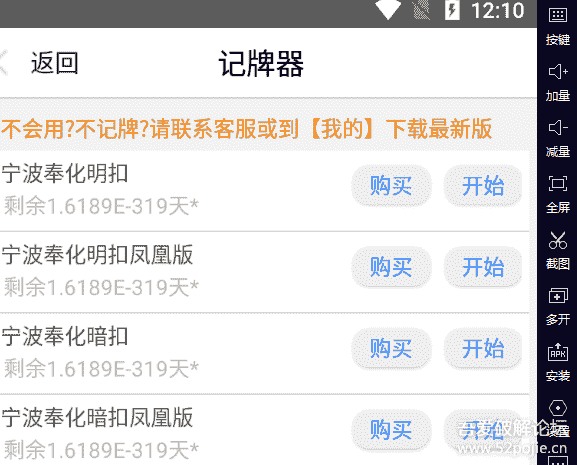 12:10
返回
记牌器
不会用?不记牌?请联系客服或到【我的】下载最新版
宁波奉化明扣
剩余1.6189E-319天*
购买
开始
宁波奉化明扣凤凰版
剩余1.6189E-319天*
购买
开始
宁波奉化暗扣
剩余1.6189E-319天*
购买
开始
宁波奉化暗扣凤凰版
剩余1.6189E-319天*
购买
开始
按键
加量
减量
全屏
截图
多开
APK
安装
吾爱破解论坛
www.52pojie.cn